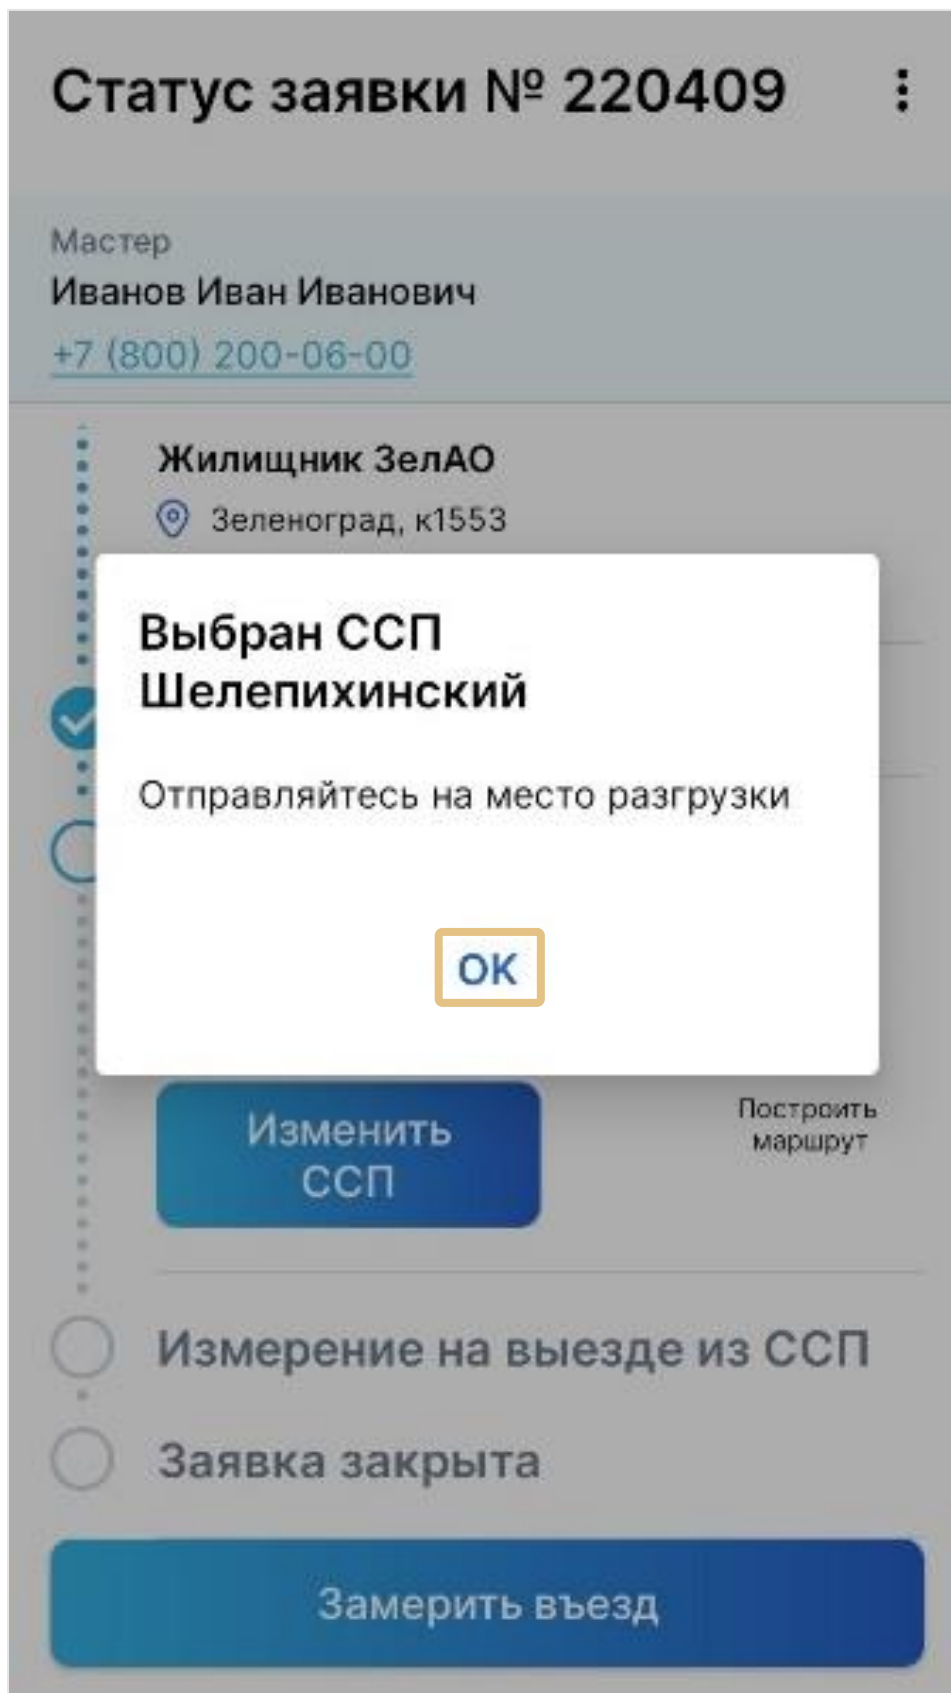 Статус заявки № 220409
Мастер
Иванов Иван Иванович
+7 (800) 200-06-00
Жилищник ЗелАО
Зеленоград, к1553
Выбран ССП
Шелепихинский
Отправляйтесь на место разгрузки
ОК
Изменить
ССП
Построить
маршрут
Измерение на выезде из ССП
Заявка закрыта
Замерить въезд